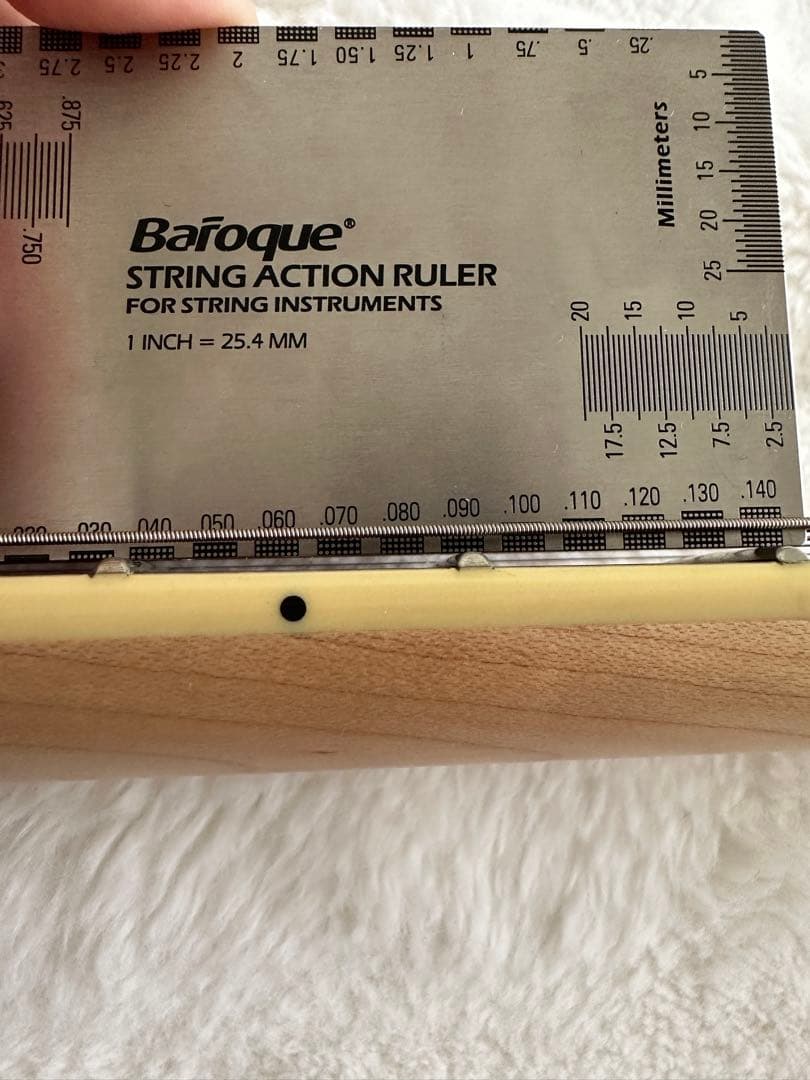 3 2.75 2.5 2.25 2 1.75 1.50 1.25 1 .75 .5 .25
.625 .875
.750
Millimeters
5 10 15 20 25
Baroque®
STRING ACTION RULER
FOR STRING INSTRUMENTS
1 INCH = 25.4 MM
20 15 10 5
17.5 12.5 7.5 2.5
.030 .040 .050 .060 .070 .080 .090 .100 .110 .120 .130 .140